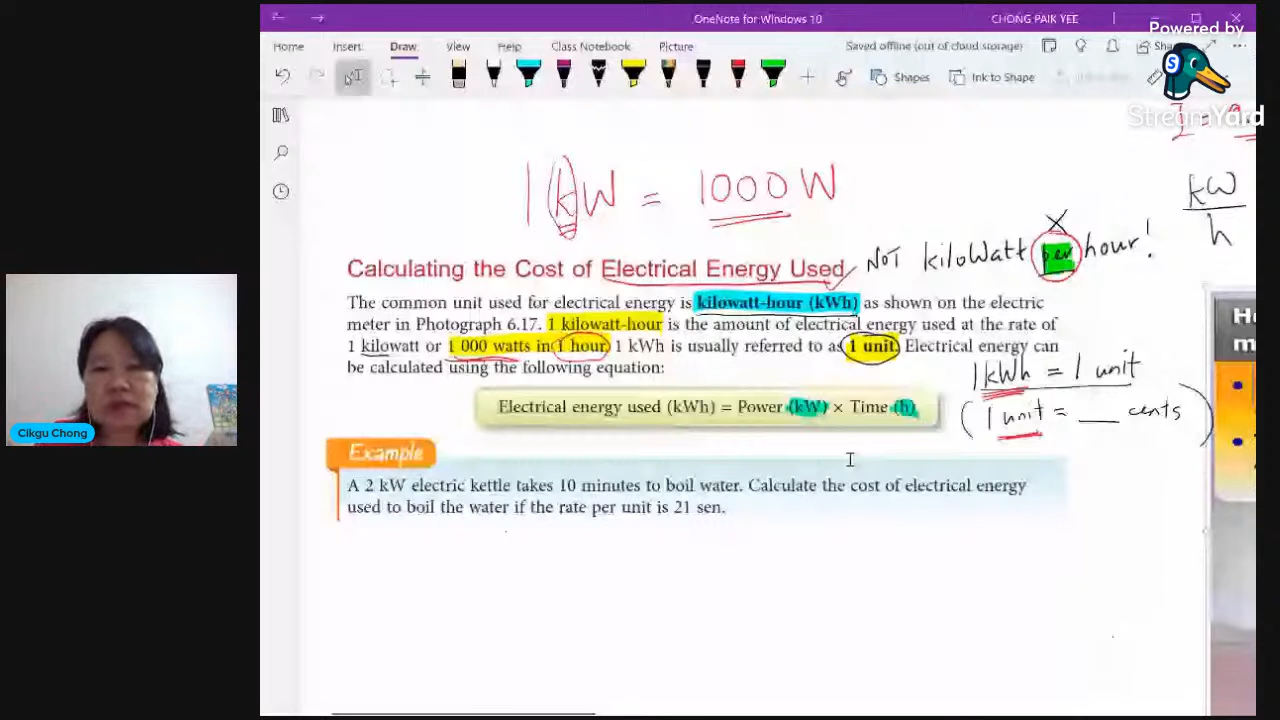 OneNote for Windows 10
CHONG PAIK YEE
Powered by
Home Insert Draw View Help Class Notebook Picture
Saved offline (out of cloud storage)
Shapes Ink to Shape
StreamYard
1 kW = 1000 W
kW
h
X
NOT kiloWatt per hour!
Calculating the Cost of Electrical Energy Used
The common unit used for electrical energy is kilowatt-hour (kWh) as shown on the electric
meter in Photograph 6.17. 1 kilowatt-hour is the amount of electrical energy used at the rate of
1 kilowatt or 1 000 watts in 1 hour. 1 kWh is usually referred to as 1 unit. Electrical energy can
be calculated using the following equation:
1 kWh = 1 unit
Electrical energy used (kWh) = Power (kW) × Time (h)
(1 unit = ___ cents)
Example
A 2 kW electric kettle takes 10 minutes to boil water. Calculate the cost of electrical energy
used to boil the water if the rate per unit is 21 sen.
Cikgu Chong